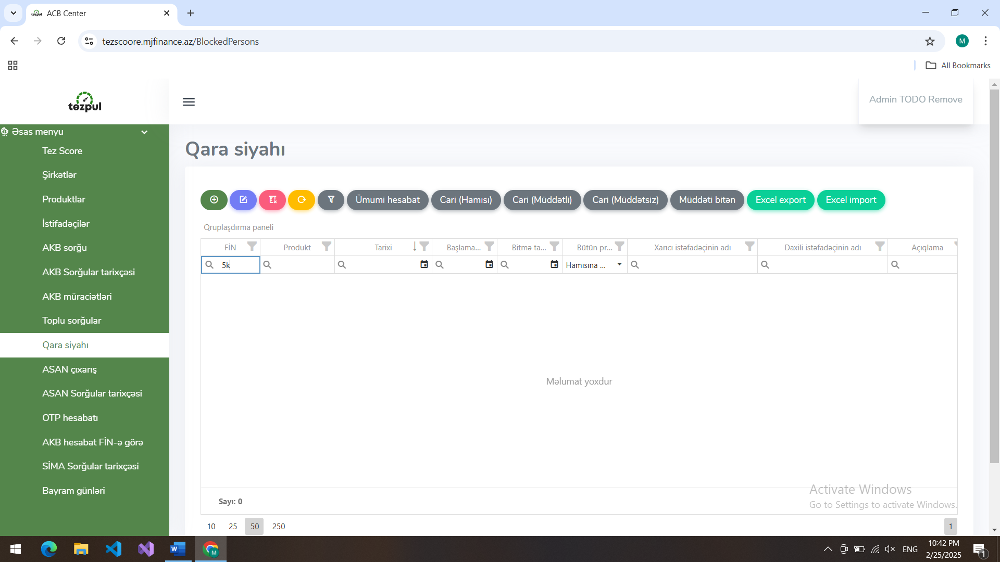 ACB Center
tezscoore.mjfinance.az/BlockedPersons
M
All Bookmarks
tezpul
Admin TODO Remove
Əsas menyu
Tez Score
Şirkətlər
Produktlar
İstifadəçilər
AKB sorğu
AKB Sorğular tarixçəsi
AKB müraciətləri
Toplu sorğular
Qara siyahı
ASAN çıxarış
ASAN Sorğular tarixçəsi
OTP hesabatı
AKB hesabat FİN-ə görə
SİMA Sorğular tarixçəsi
Bayram günləri
Qara siyahı
Ümumi hesabat Cari (Hamısı) Cari (Müddətli) Cari (Müddətsiz) Müddəti bitən Excel export Excel import
Qruplaşdırma paneli
FİN Produkt Tarixi Başlama... Bitmə ta... Bütün pr... Xarıcı istəfadəçinin adı Daxili istəfadəçinin adı Açıqlama
5k Hamısına ...
Məlumat yoxdur
Sayı: 0
10 25 50 250 1
Activate Windows
Go to Settings to activate Windows.
ENG
10:42 PM
2/25/2025
1